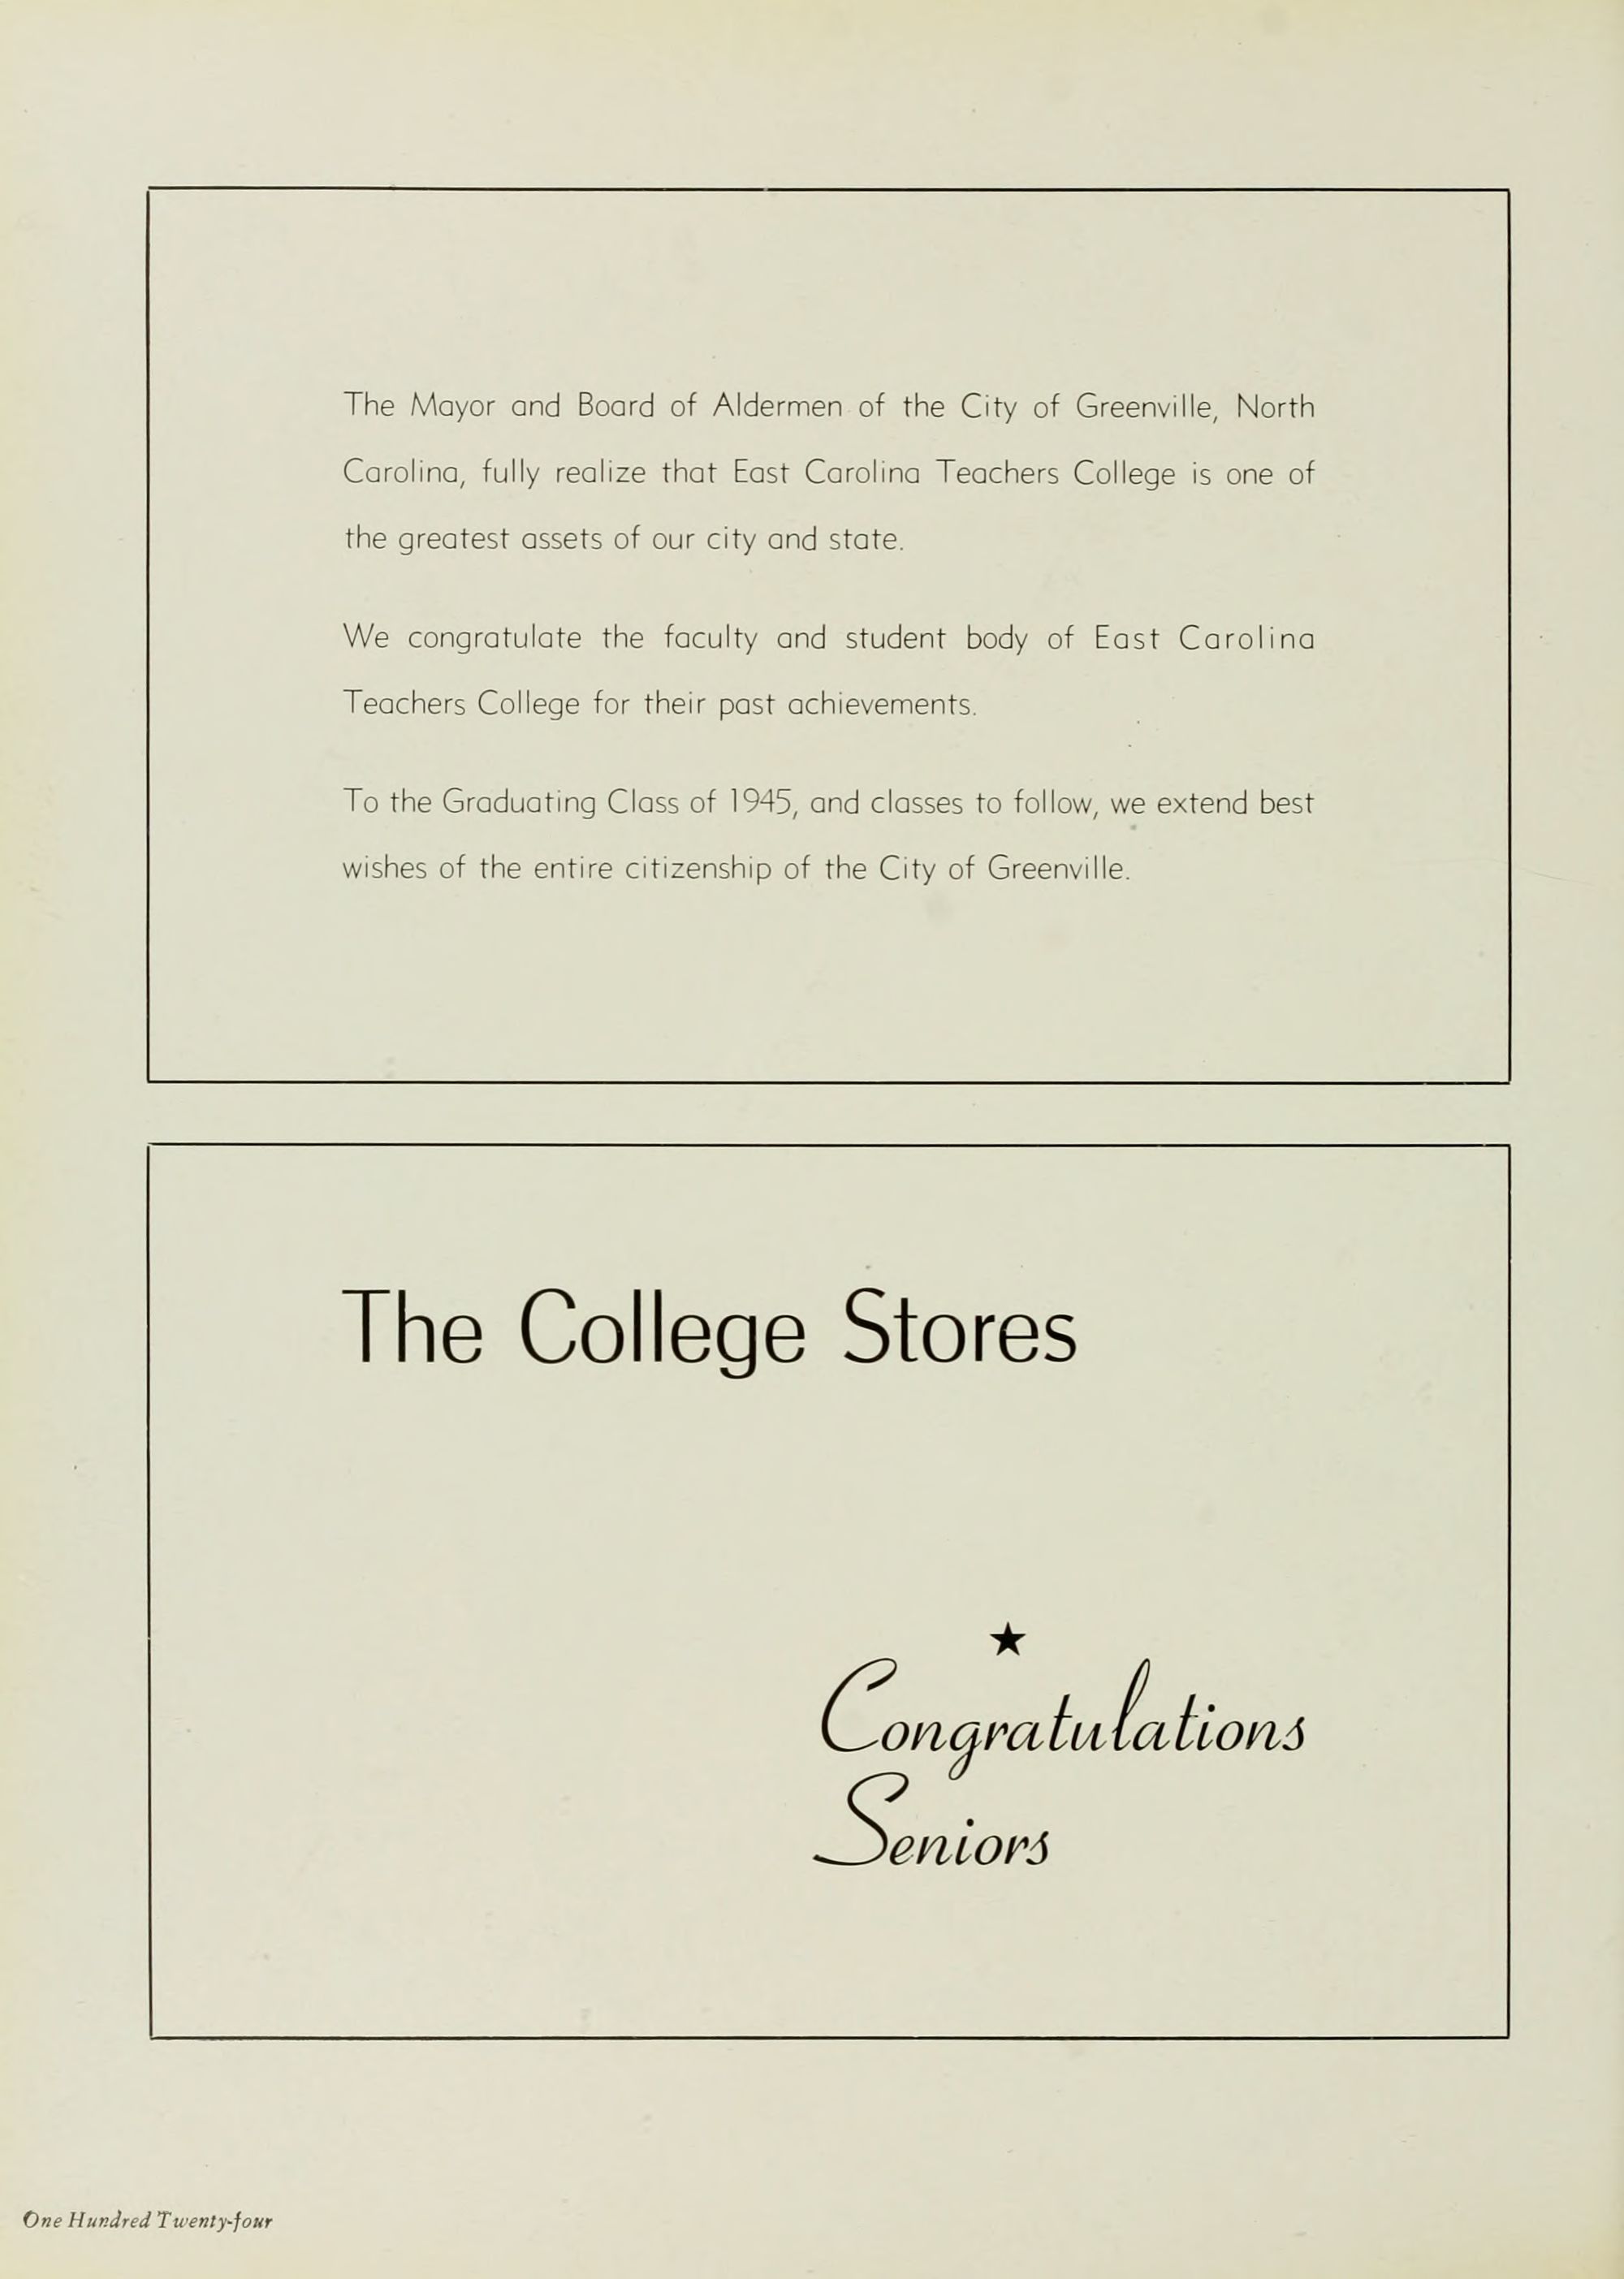 The Mayor and Board of Aldermen of the City of Greenville, North
Carolina, fully realize that East Carolina Teachers College is one of
the greatest assets of our city and state.
We congratulate the faculty and student body of East Carolina
Teachers College for their past achievements.
To the Graduating Class of 1945, and classes to follow, we extend best
wishes of the entire citizenship of the City of Greenville.
The College Stores
★
Congratulations
Seniors
One Hundred Twenty-four